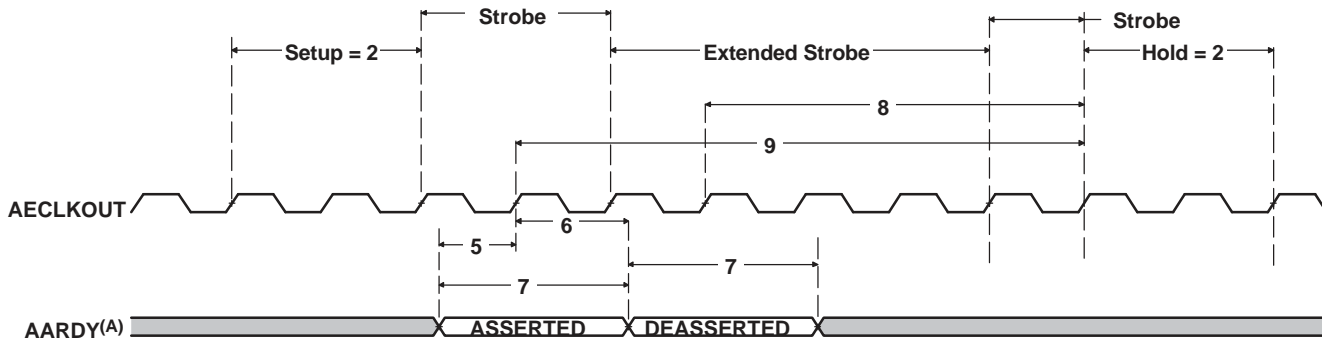 Strobe
Strobe
Setup = 2
Extended Strobe
Hold = 2
8
9
AECLKOUT
6
5
7
7
AARDY(A)
ASSERTED
DEASSERTED